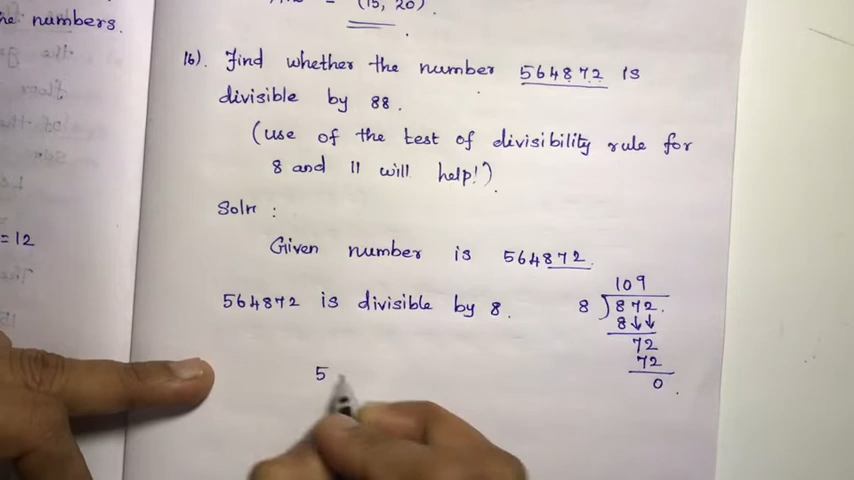 = (15, 20).
he numbers.
16). Find whether the number 564872 is
divisible by 88.
(use of the test of divisibility rule for
8 and 11 will help!).
Soln :
Given number is 564872.
= 12
109
564872 is divisible by 8. 8 ) 872.
8↓↓
72
72
5
0.